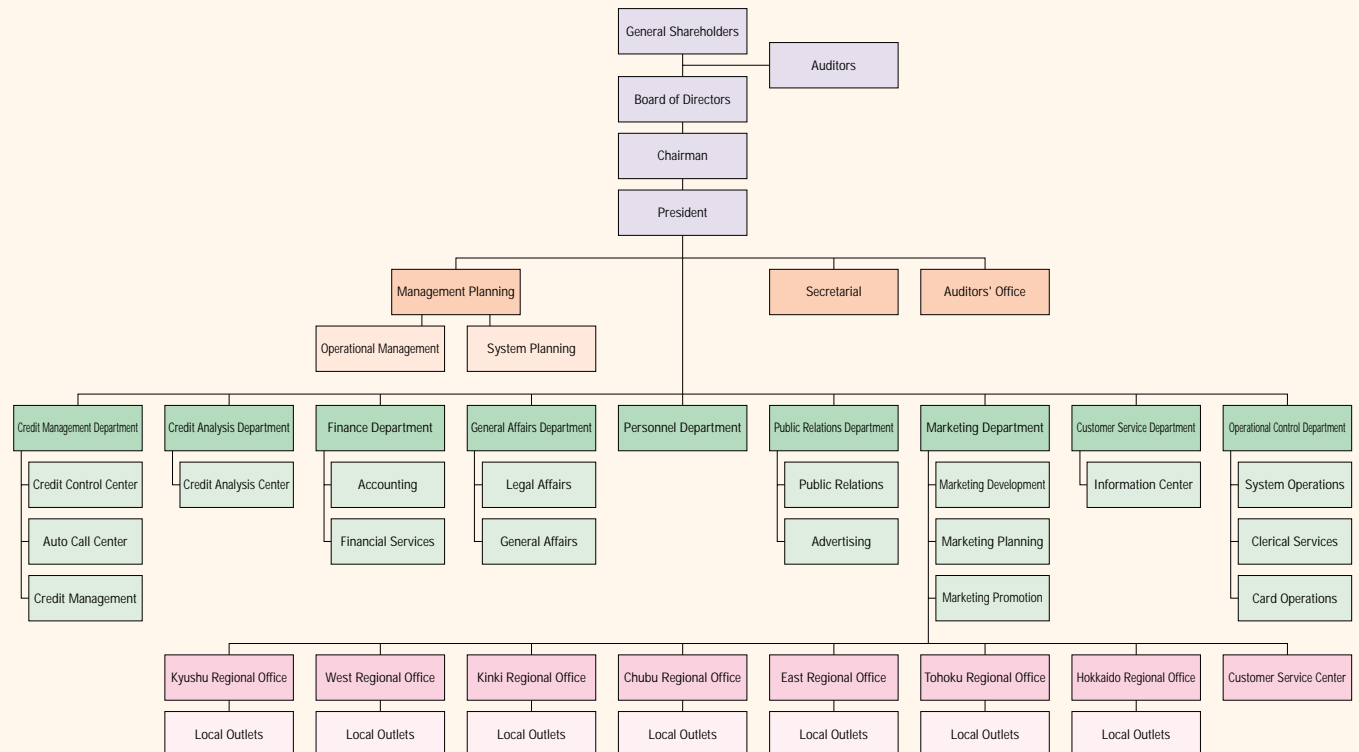 General Shareholders
Auditors
Board of Directors
Chairman
President
Management Planning
Secretarial
Auditors' Office
Operational Management
System Planning
Credit Management Department
Credit Analysis Department
Finance Department
General Affairs Department
Personnel Department
Public Relations Department
Marketing Department
Customer Service Department
Operational Control Department
Credit Control Center
Credit Analysis Center
Accounting
Legal Affairs
Public Relations
Marketing Development
Information Center
System Operations
Auto Call Center
Financial Services
General Affairs
Advertising
Marketing Planning
Clerical Services
Credit Management
Marketing Promotion
Card Operations
Kyushu Regional Office
West Regional Office
Kinki Regional Office
Chubu Regional Office
East Regional Office
Tohoku Regional Office
Hokkaido Regional Office
Customer Service Center
Local Outlets
Local Outlets
Local Outlets
Local Outlets
Local Outlets
Local Outlets
Local Outlets